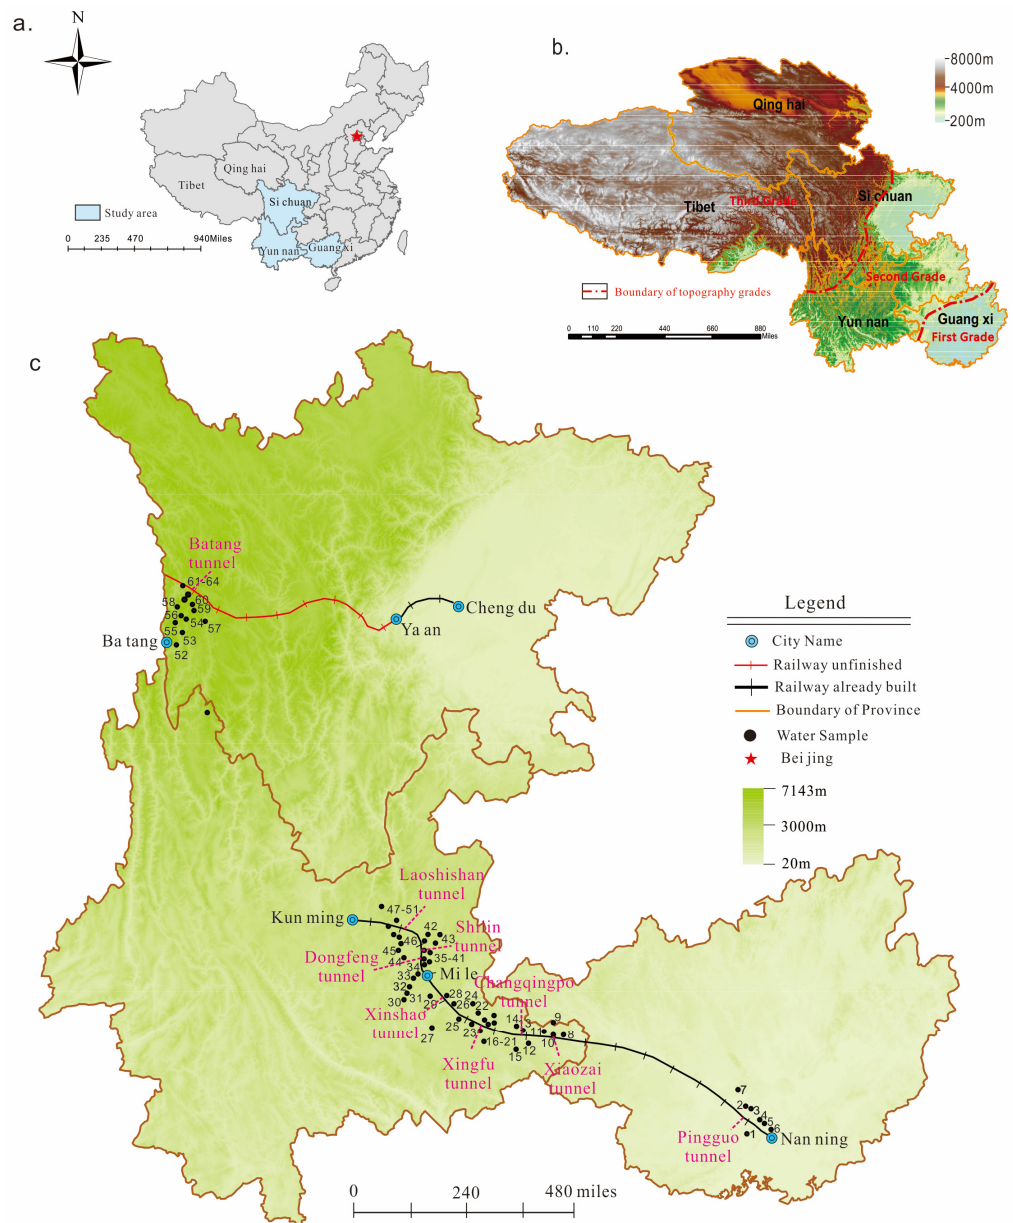 a.
N
Qing hai
Tibet
Si chuan
Yun nan
Guang xi
Study area
0 235 470 940Miles
b.
8000m
4000m
200m
Qing hai
Tibet
Third Grade
Si chuan
Second Grade
Boundary of topography grades
Yun nan
Guang xi
First Grade
0 110 220 440 660 880
Miles
c
Batang
tunnel
61-64
58
60
59
56
54
57
55
53
52
Ba tang
Ya an
Cheng du
Legend
City Name
Railway unfinished
Railway already built
Boundary of Province
Water Sample
Bei jing
7143m
3000m
20m
Laoshishan
tunnel
47-51
Kun ming
42
43
Shilin
tunnel
46
45
44
35-41
Dongfeng
tunnel
34
33
Mi le
32
31
30
Changqingpo
tunnel
28
24
26
22
Xinshao
tunnel
25
27
23
16-21
14
9
11
8
10
12
15
Xingfu
tunnel
Xiaozai
tunnel
7
2
3
4
5
6
1
Pingguo
tunnel
Nan ning
0 240 480 miles